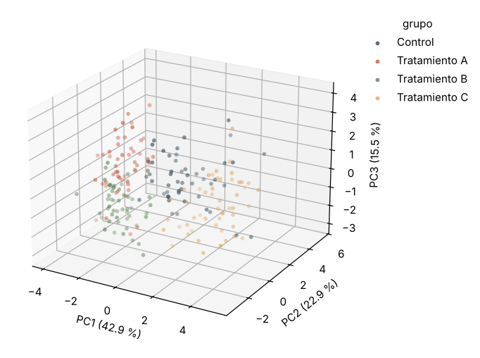 grupo
Control
Tratamiento A
Tratamiento B
Tratamiento C
4
3
2
1
0
−1
−2
−3
PC3 (15.5 %)
6
4
2
0
−2
PC2 (22.9 %)
−4
−2
0
2
4
PC1 (42.9 %)